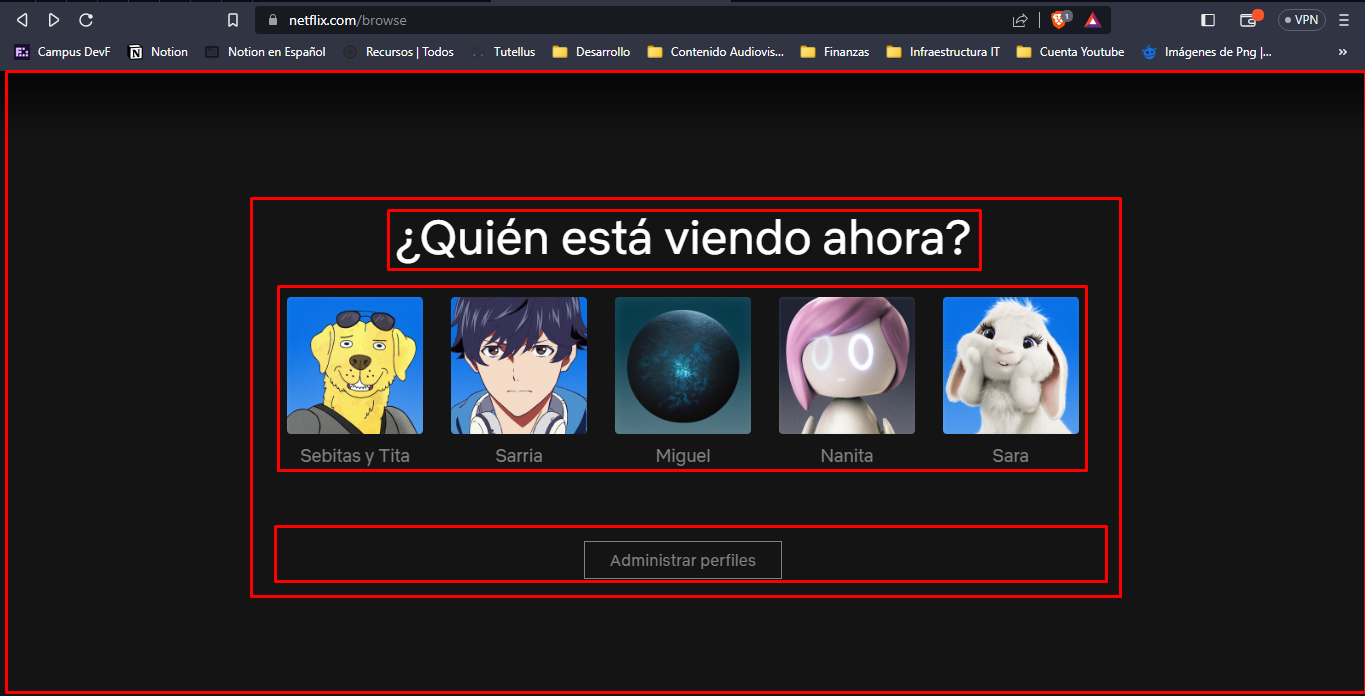 netflix.com/browse
1
VPN
Campus DevF
Notion
Notion en Español
Recursos | Todos
Tutellus
Desarrollo
Contenido Audiovis...
Finanzas
Infraestructura IT
Cuenta Youtube
Imágenes de Png |...
»
¿Quién está viendo ahora?
Sebitas y Tita
Sarria
Miguel
Nanita
Sara
Administrar perfiles